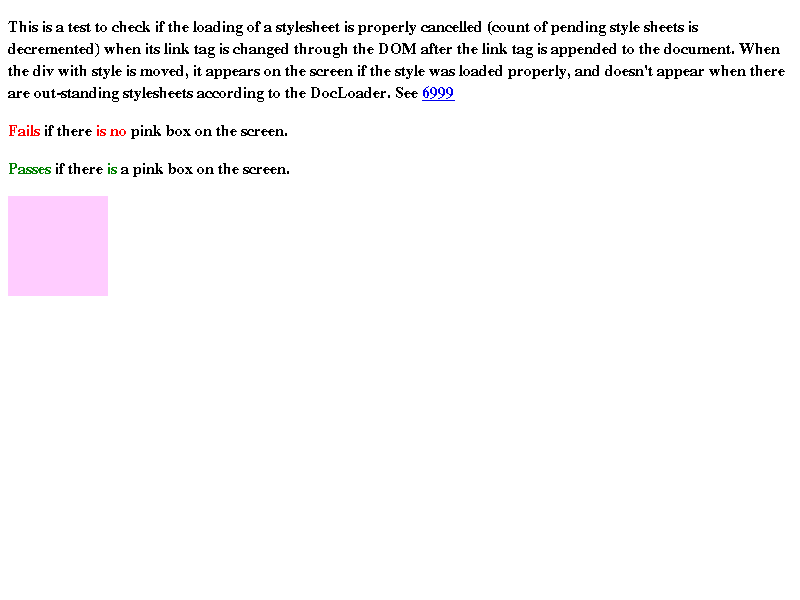 This is a test to check if the loading of a stylesheet is properly cancelled (count of pending style sheets is
decremented) when its link tag is changed through the DOM after the link tag is appended to the document. When
the div with style is moved, it appears on the screen if the style was loaded properly, and doesn't appear when there
are out-standing stylesheets according to the DocLoader. See 6999
Fails if there is no pink box on the screen.
Passes if there is a pink box on the screen.